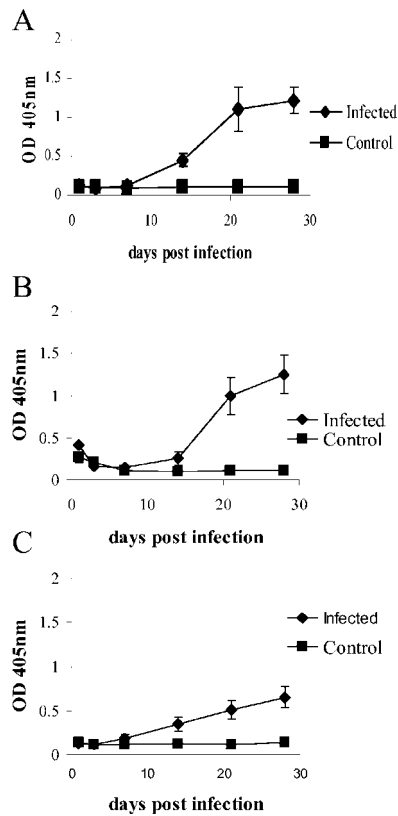 A
2
1.5
1
0.5
0
OD 405nm
Infected
Control
0 10 20 30
days post infection
B
2
1.5
1
0.5
0
OD 405nm
Infected
Control
0 10 20 30
days post infection
C
2
1.5
1
0.5
0
OD 405nm
Infected
Control
0 10 20 30
days post infection